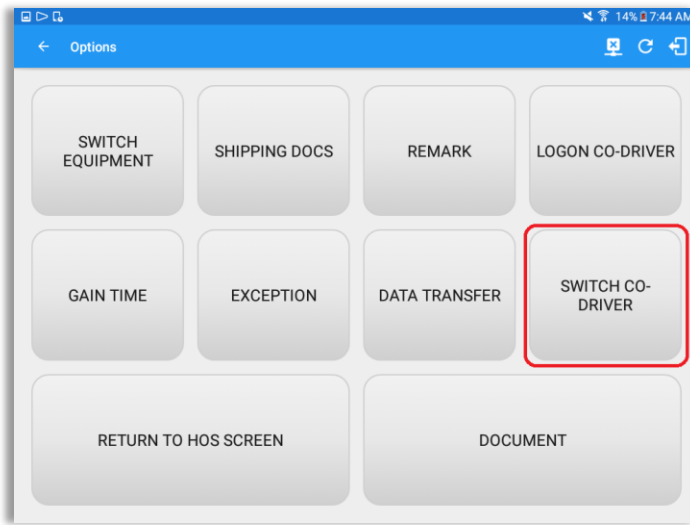 14% 7:44 AM
Options
SWITCH
EQUIPMENT
SHIPPING DOCS
REMARK
LOGON CO-DRIVER
GAIN TIME
EXCEPTION
DATA TRANSFER
SWITCH CO-
DRIVER
RETURN TO HOS SCREEN
DOCUMENT